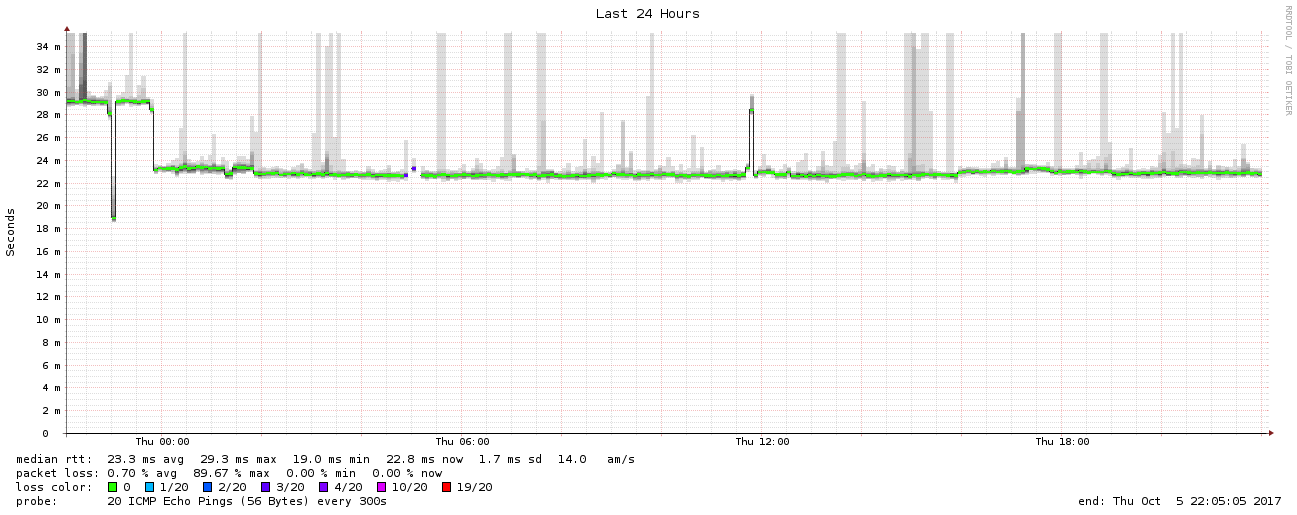 Last 24 Hours
RRDTOOL / TOBI OETIKER
Seconds
34 m
32 m
30 m
28 m
26 m
24 m
22 m
20 m
18 m
16 m
14 m
12 m
10 m
8 m
6 m
4 m
2 m
0
Thu 00:00 Thu 06:00 Thu 12:00 Thu 18:00
median rtt: 23.3 ms avg 29.3 ms max 19.0 ms min 22.8 ms now 1.7 ms sd 14.0 am/s
packet loss: 0.70 % avg 89.67 % max 0.00 % min 0.00 % now
loss color: 0 1/20 2/20 3/20 4/20 10/20 19/20
probe: 20 ICMP Echo Pings (56 Bytes) every 300s end: Thu Oct 5 22:05:05 2017